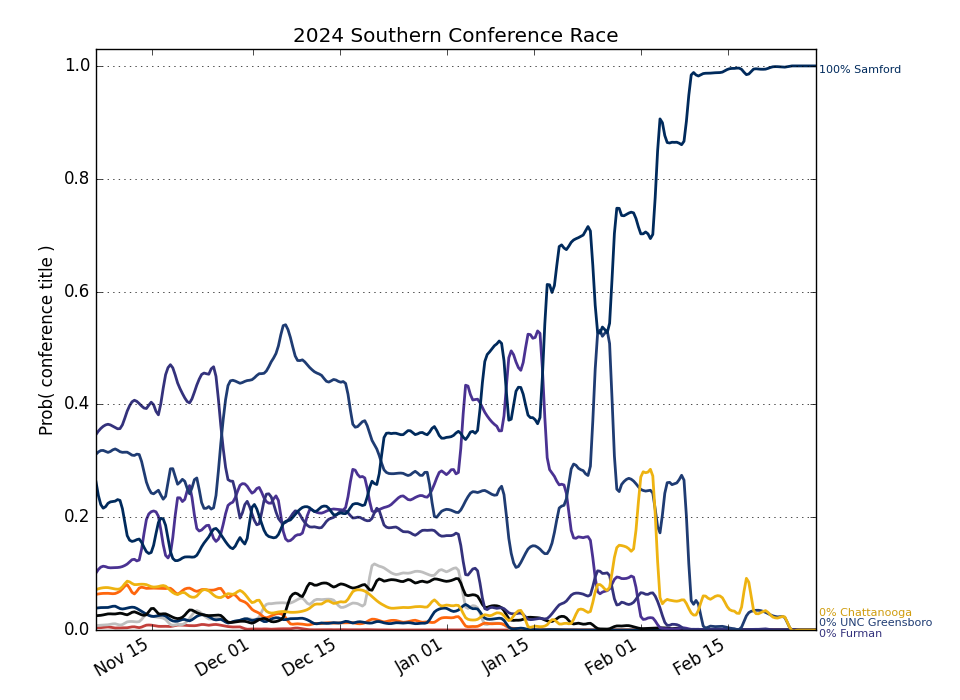 2024 Southern Conference Race
Prob( conference title )
1.0
0.8
0.6
0.4
0.2
0.0
Nov 15
Dec 01
Dec 15
Jan 01
Jan 15
Feb 01
Feb 15
100% Samford
0% Chattanooga
0% UNC Greensboro
0% Furman